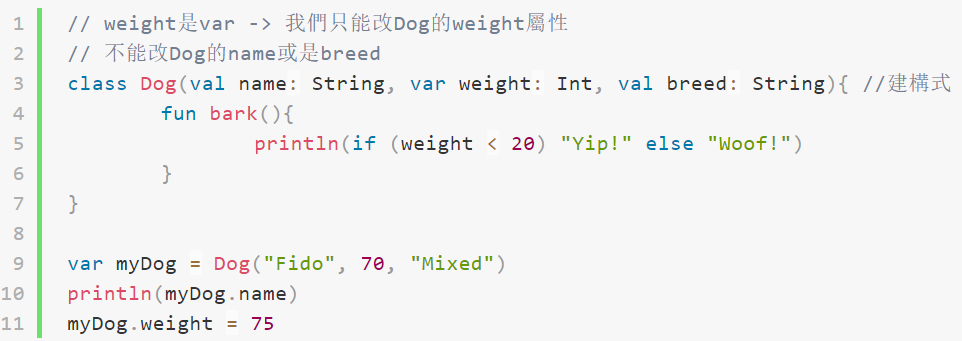 1 // weight是var -> 我們只能改Dog的weight屬性
2 // 不能改Dog的name或是breed
3 class Dog(val name: String, var weight: Int, val breed: String){ //建構式
4 fun bark(){
5 println(if (weight < 20) "Yip!" else "Woof!")
6 }
7 }
8
9 var myDog = Dog("Fido", 70, "Mixed")
10 println(myDog.name)
11 myDog.weight = 75